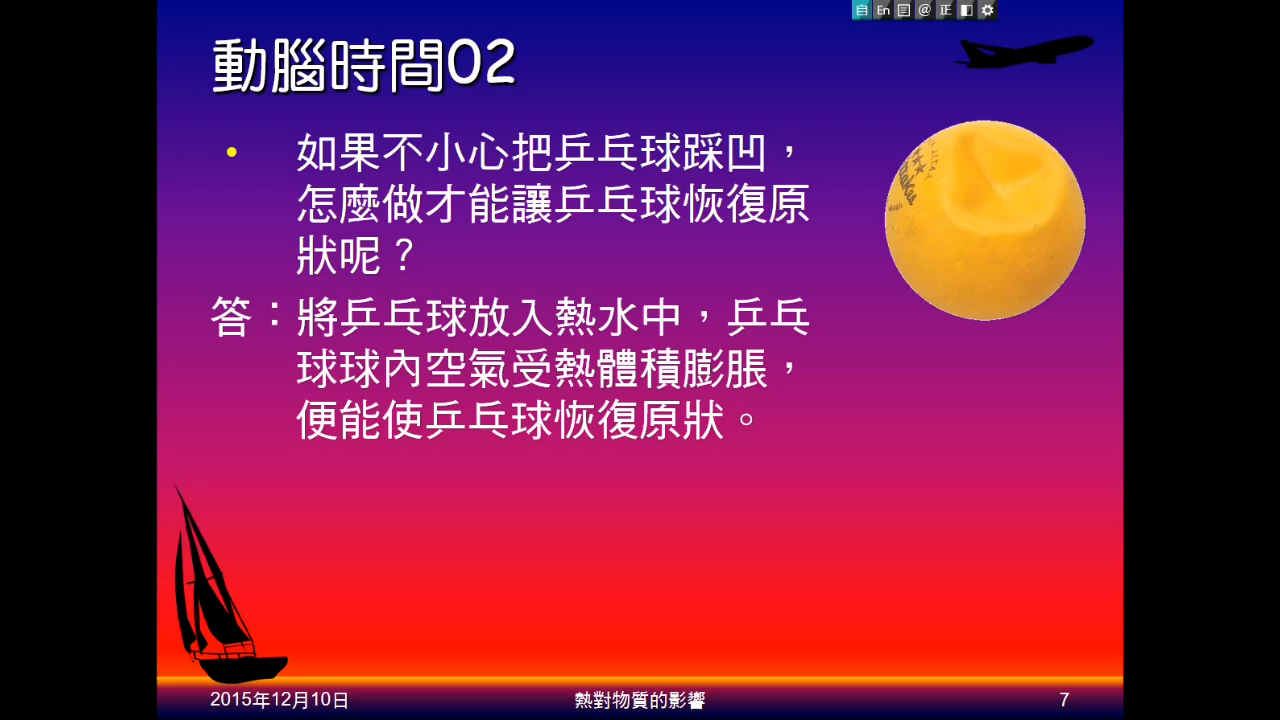 自 En @ 正
動腦時間02
• 如果不小心把乒乓球踩凹，
怎麼做才能讓乒乓球恢復原
狀呢？
答：將乒乓球放入熱水中，乒乓
球球內空氣受熱體積膨脹，
便能使乒乓球恢復原狀。
2015年12月10日 熱對物質的影響 7